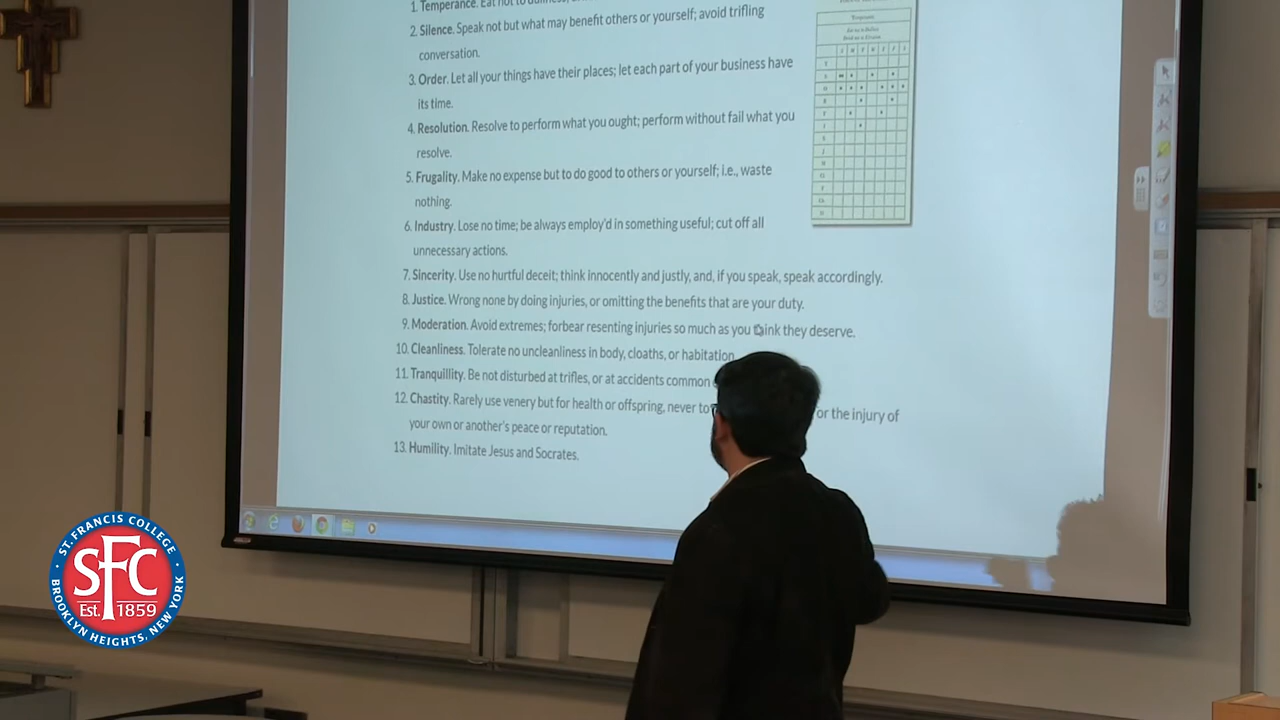 1. Temperance. Eat not to dullness;
2. Silence. Speak not but what may benefit others or yourself; avoid trifling
conversation.
3. Order. Let all your things have their places; let each part of your business have
its time.
4. Resolution. Resolve to perform what you ought; perform without fail what you
resolve.
5. Frugality. Make no expense but to do good to others or yourself; i.e., waste
nothing.
6. Industry. Lose no time; be always employ'd in something useful; cut off all
unnecessary actions.
7. Sincerity. Use no hurtful deceit; think innocently and justly, and, if you speak, speak accordingly.
8. Justice. Wrong none by doing injuries, or omitting the benefits that are your duty.
9. Moderation. Avoid extremes; forbear resenting injuries so much as you think they deserve.
10. Cleanliness. Tolerate no uncleanliness in body, cloaths, or habitation.
11. Tranquillity. Be not disturbed at trifles, or at accidents common
12. Chastity. Rarely use venery but for health or offspring, never to or the injury of
your own or another's peace or reputation.
13. Humility. Imitate Jesus and Socrates.
ST. FRANCIS COLLEGE
SFC
Est. 1859
BROOKLYN HEIGHTS, NEW YORK